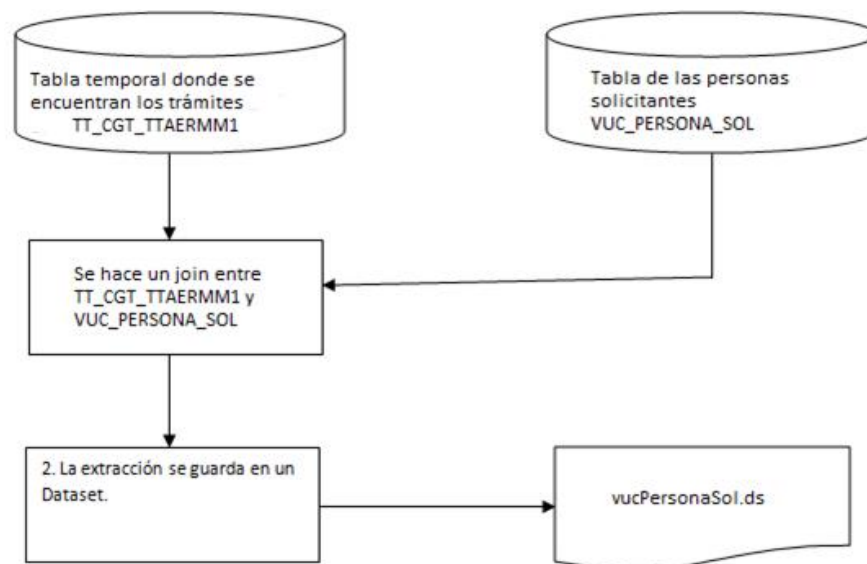 Tabla temporal donde se
encuentran los trámites
TT_CGT_TTAERMM1
Tabla de las personas
solicitantes
VUC_PERSONA_SOL
Se hace un join entre
TT_CGT_TTAERMM1 y
VUC_PERSONA_SOL
2. La extracción se guarda en un
Dataset.
vucPersonaSol.ds